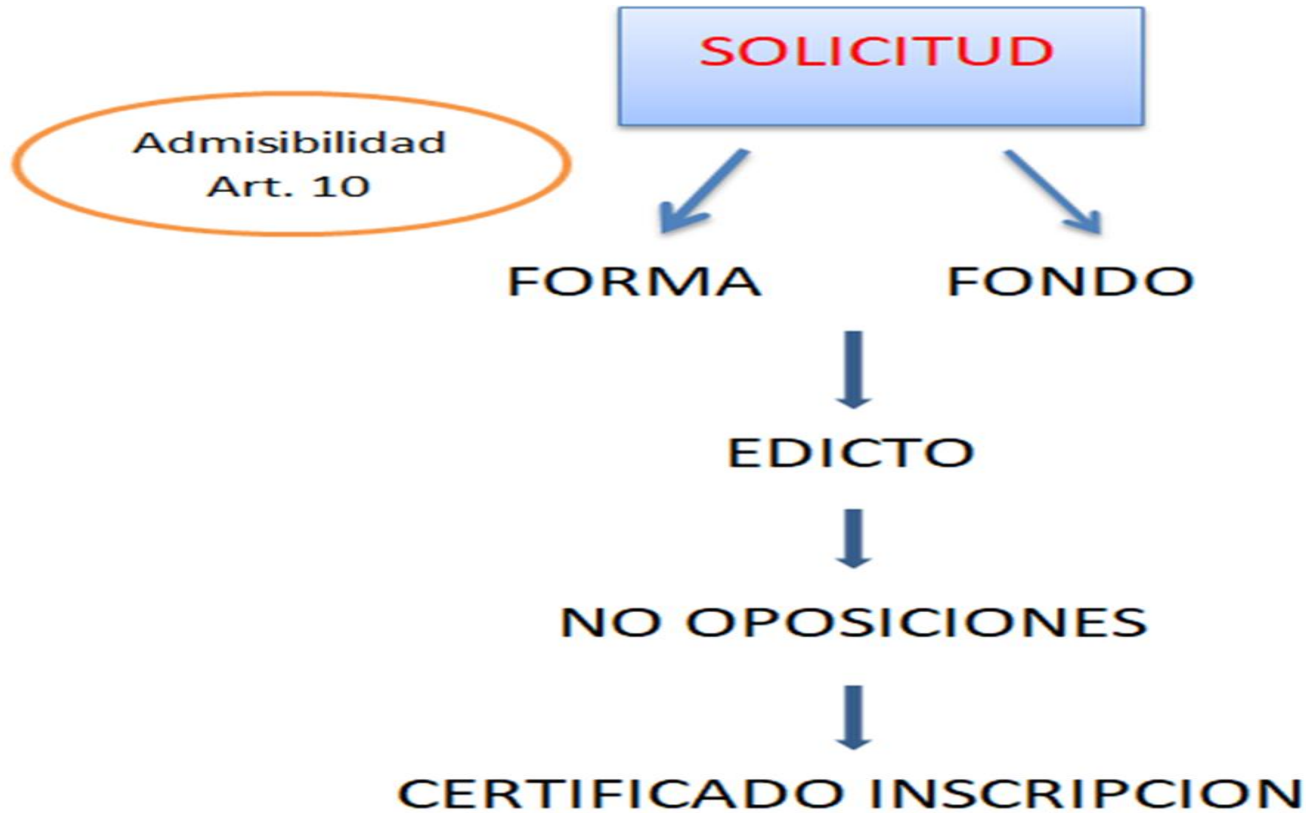 SOLICITUD
Admisibilidad
Art. 10
FORMA
FONDO
EDICTO
NO OPOSICIONES
CERTIFICADO INSCRIPCION